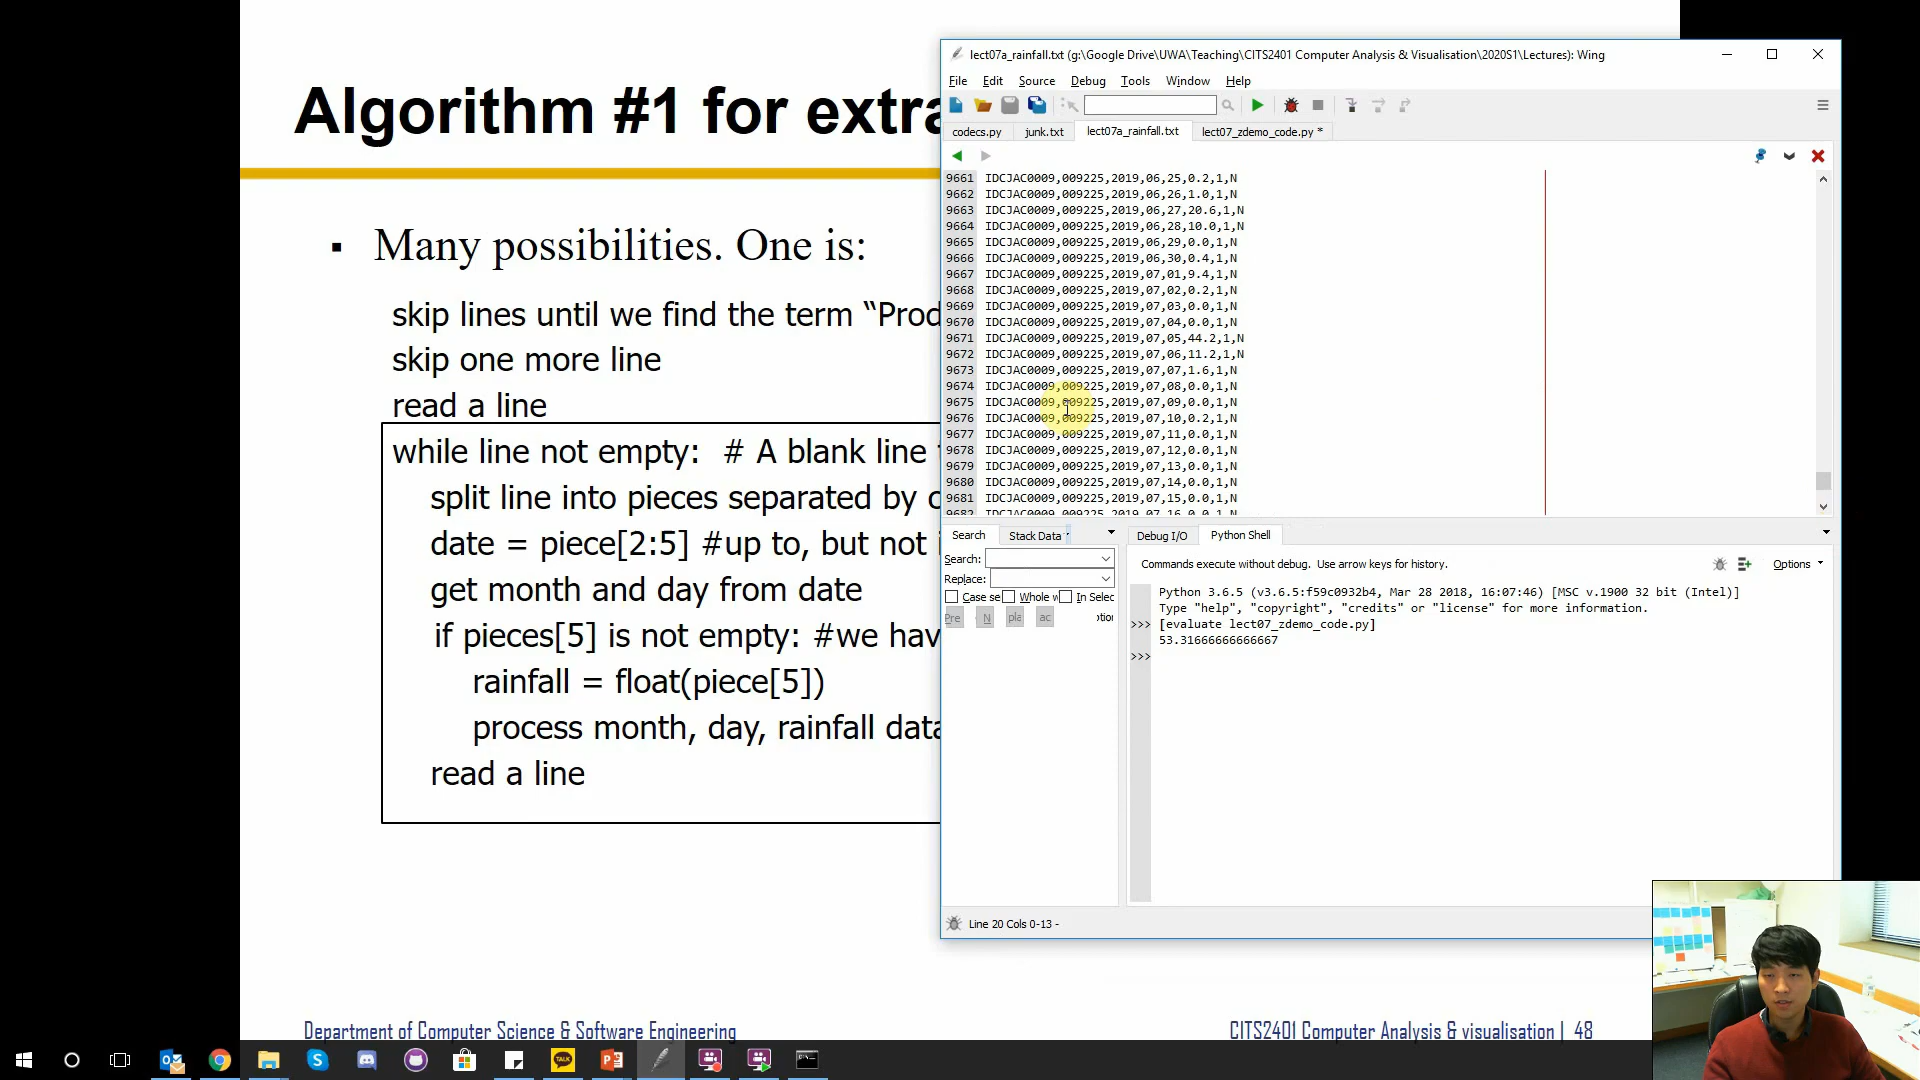 Algorithm #1 for extra
▪ Many possibilities. One is:
skip lines until we find the term “Prod
skip one more line
read a line
while line not empty:  # A blank line
split line into pieces separated by
date = piece[2:5] #up to, but not
get month and day from date
if pieces[5] is not empty: #we hav
rainfall = float(piece[5])
process month, day, rainfall data
read a line
Department of Computer Science & Software Engineering
CITS2401 Computer Analysis & visualisation | 48
lect07a_rainfall.txt (g:\Google Drive\UWA\Teaching\CITS2401 Computer Analysis & Visualisation\2020S1\Lectures): Wing
File Edit Source Debug Tools Window Help
codecs.py junk.txt lect07a_rainfall.txt lect07_zdemo_code.py *
9661 IDCJAC0009,009225,2019,06,25,0.2,1,N
9662 IDCJAC0009,009225,2019,06,26,1.0,1,N
9663 IDCJAC0009,009225,2019,06,27,20.6,1,N
9664 IDCJAC0009,009225,2019,06,28,10.0,1,N
9665 IDCJAC0009,009225,2019,06,29,0.0,1,N
9666 IDCJAC0009,009225,2019,06,30,0.4,1,N
9667 IDCJAC0009,009225,2019,07,01,9.4,1,N
9668 IDCJAC0009,009225,2019,07,02,0.2,1,N
9669 IDCJAC0009,009225,2019,07,03,0.0,1,N
9670 IDCJAC0009,009225,2019,07,04,0.0,1,N
9671 IDCJAC0009,009225,2019,07,05,44.2,1,N
9672 IDCJAC0009,009225,2019,07,06,11.2,1,N
9673 IDCJAC0009,009225,2019,07,07,1.6,1,N
9674 IDCJAC0009,009225,2019,07,08,0.0,1,N
9675 IDCJAC0009,009225,2019,07,09,0.0,1,N
9676 IDCJAC0009,009225,2019,07,10,0.2,1,N
9677 IDCJAC0009,009225,2019,07,11,0.0,1,N
9678 IDCJAC0009,009225,2019,07,12,0.0,1,N
9679 IDCJAC0009,009225,2019,07,13,0.0,1,N
9680 IDCJAC0009,009225,2019,07,14,0.0,1,N
9681 IDCJAC0009,009225,2019,07,15,0.0,1,N
9682 IDCJAC0009,009225,2019,07,16,0.0,1,N
Search Stack Data
Search:
Replace:
Case se Whole w In Selec
Pre N pla ac otior
Debug I/O Python Shell
Commands execute without debug. Use arrow keys for history.
Options
Python 3.6.5 (v3.6.5:f59c0932b4, Mar 28 2018, 16:07:46) [MSC v.1900 32 bit (Intel)]
Type "help", "copyright", "credits" or "license" for more information.
>>> [evaluate lect07_zdemo_code.py]
53.31666666666667
>>>
Line 20 Cols 0-13 -
TALK